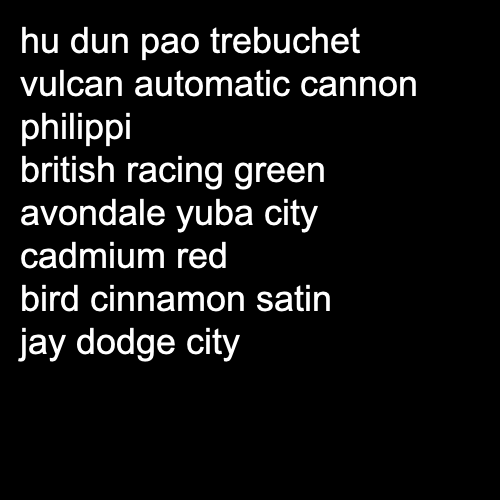 hu dun pao trebuchet
vulcan automatic cannon
philippi
british racing green
avondale yuba city
cadmium red
bird cinnamon satin
jay dodge city